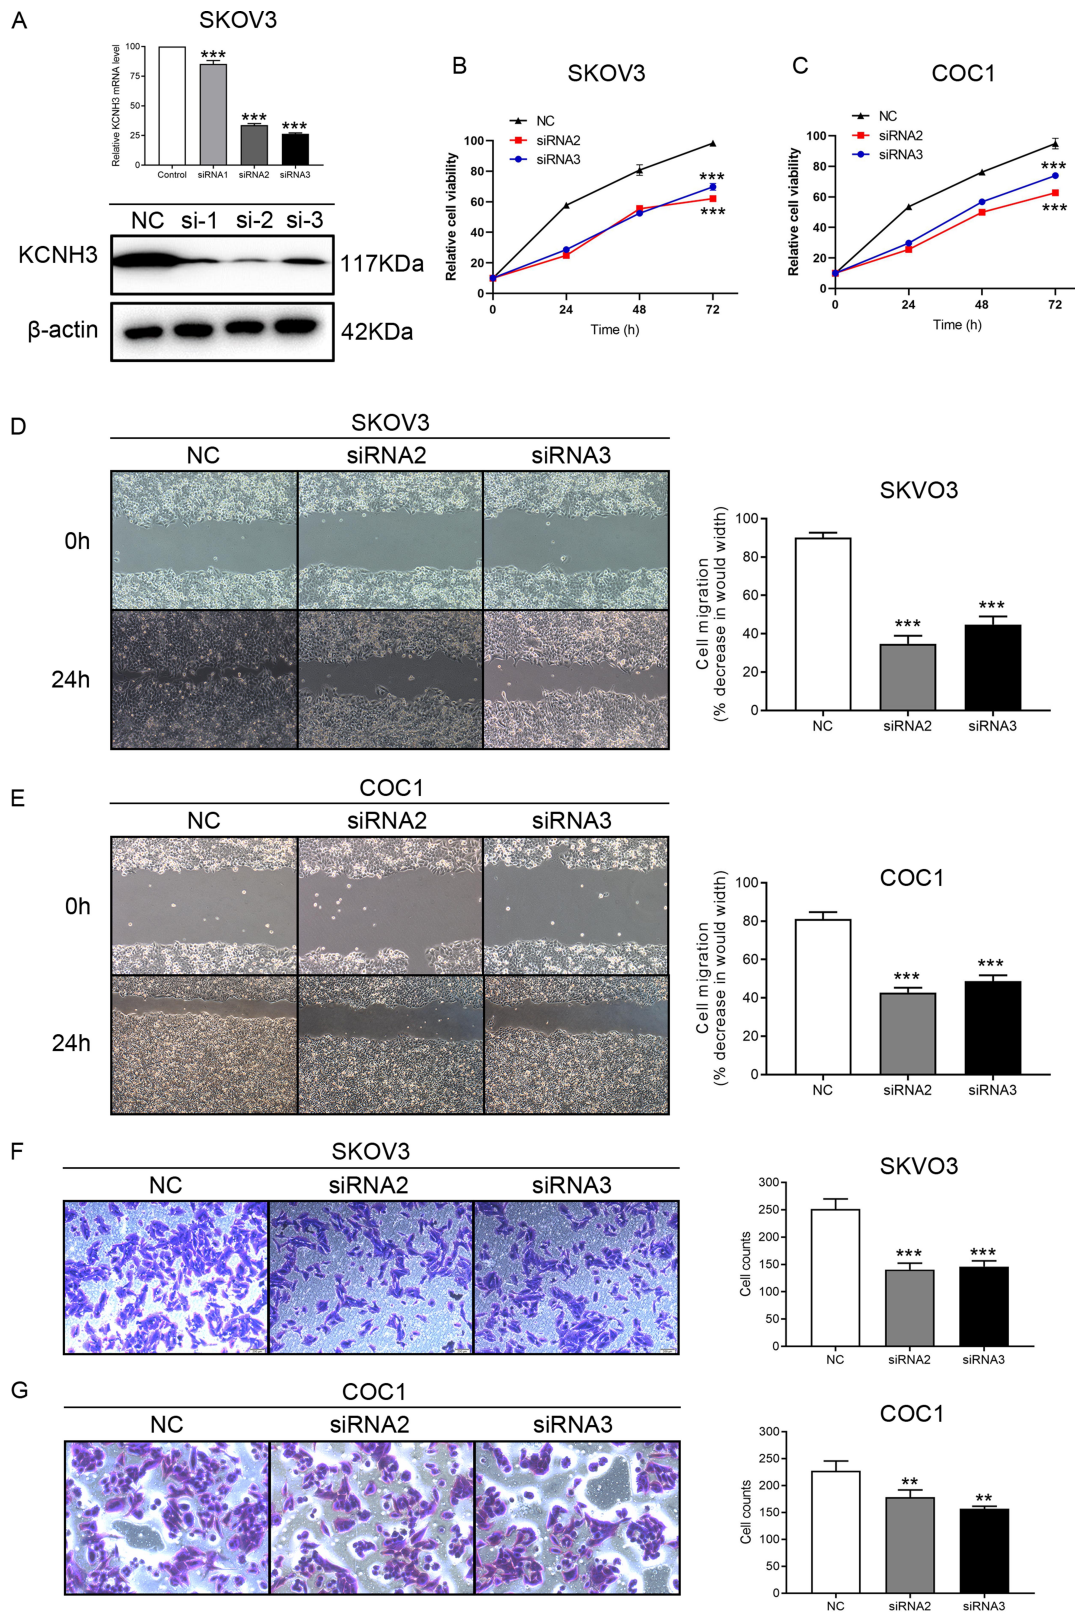 A
SKOV3
Relative KCNH3 mRNA level
100
75
50
25
0
***
***
***
Control siRNA1 siRNA2 siRNA3
NC si-1 si-2 si-3
KCNH3
117KDa
β-actin
42KDa
B
SKOV3
NC
siRNA2
siRNA3
Relative cell viability
100
80
60
40
20
0
***
***
0 24 48 72
Time (h)
C
COC1
NC
siRNA2
siRNA3
Relative cell viability
100
80
60
40
20
0
***
***
0 24 48 72
Time (h)
D
SKOV3
NC siRNA2 siRNA3
0h
24h
SKVO3
Cell migration
(% decrease in would width)
100
80
60
40
20
0
***
***
NC siRNA2 siRNA3
E
COC1
NC siRNA2 siRNA3
0h
24h
COC1
Cell migration
(% decrease in would width)
100
80
60
40
20
0
***
***
NC siRNA2 siRNA3
F
SKOV3
NC siRNA2 siRNA3
SKVO3
Cell counts
300
250
200
150
100
50
0
***
***
NC siRNA2 siRNA3
G
COC1
NC siRNA2 siRNA3
COC1
Cell counts
300
250
200
150
100
50
0
**
**
NC siRNA2 siRNA3